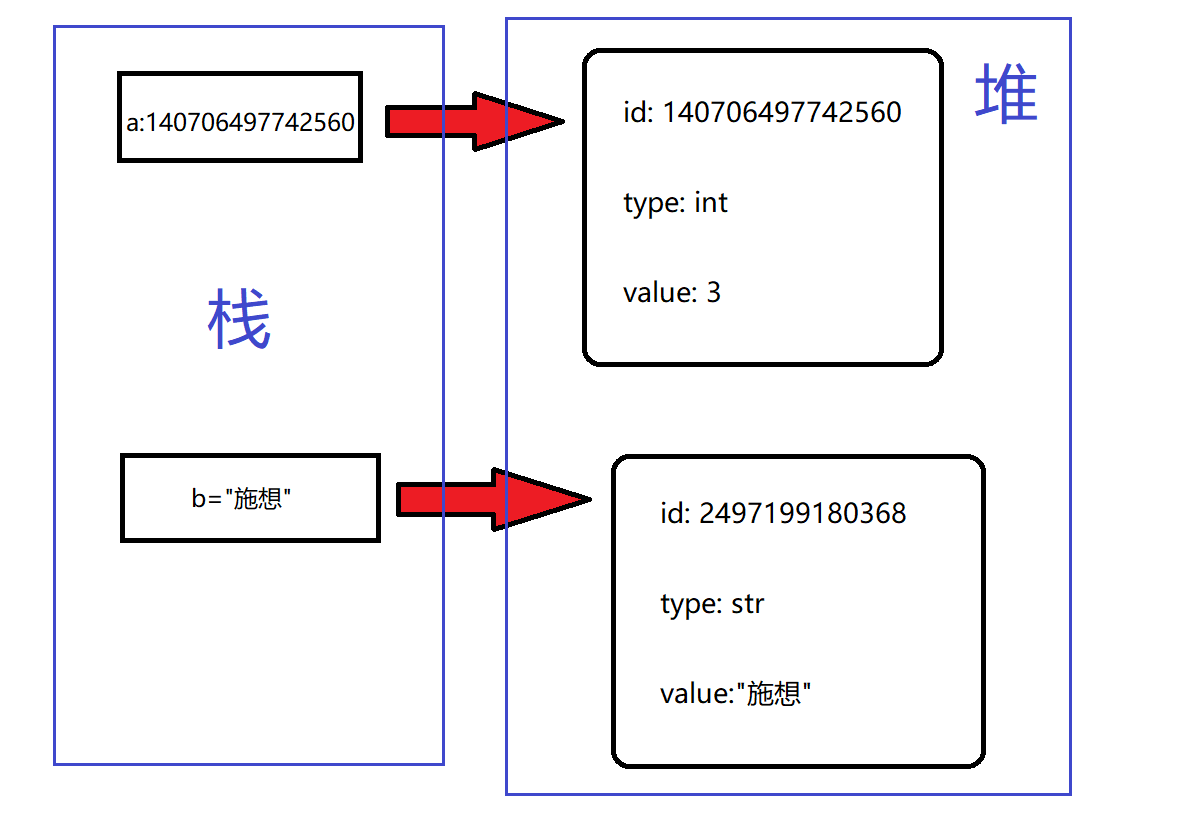 a:140706497742560
栈
b="施想"
堆
id: 140706497742560
type: int
value: 3
id: 2497199180368
type: str
value:"施想"